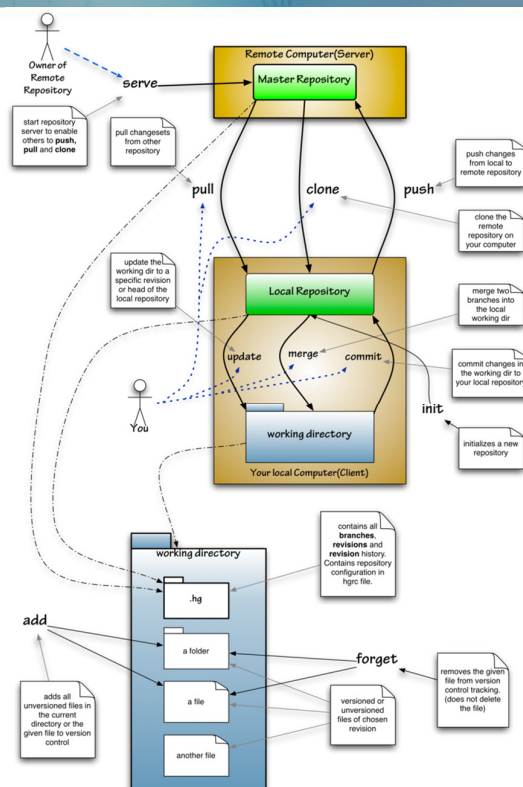 Remote Computer(Server)
Master Repository
Owner of
Remote
Repository
serve
start repository
server to enable
others to push,
pull and clone
pull changesets
from other
repository
push changes
from local to
remote repository
pull
clone
push
clone the
remote
repository on
your computer
update the
working dir to a
specific revision
or head of the
local repository
Local Repository
merge two
branches into
the local
working dir
update
merge
commit
commit changes in
the working dir to
your local repository
You
init
working directory
initializes a new
repository
Your local Computer(Client)
working directory
contains all
branches,
revisions and
revision history.
Contains repository
configuration in
hgrc file.
.hg
add
a folder
forget
removes the given
file from version
control tracking.
(does not delete
the file)
adds all
unversioned files in
the current
directory or the
given file to version
control
a file
versioned or
unversioned
files of chosen
revision
another file